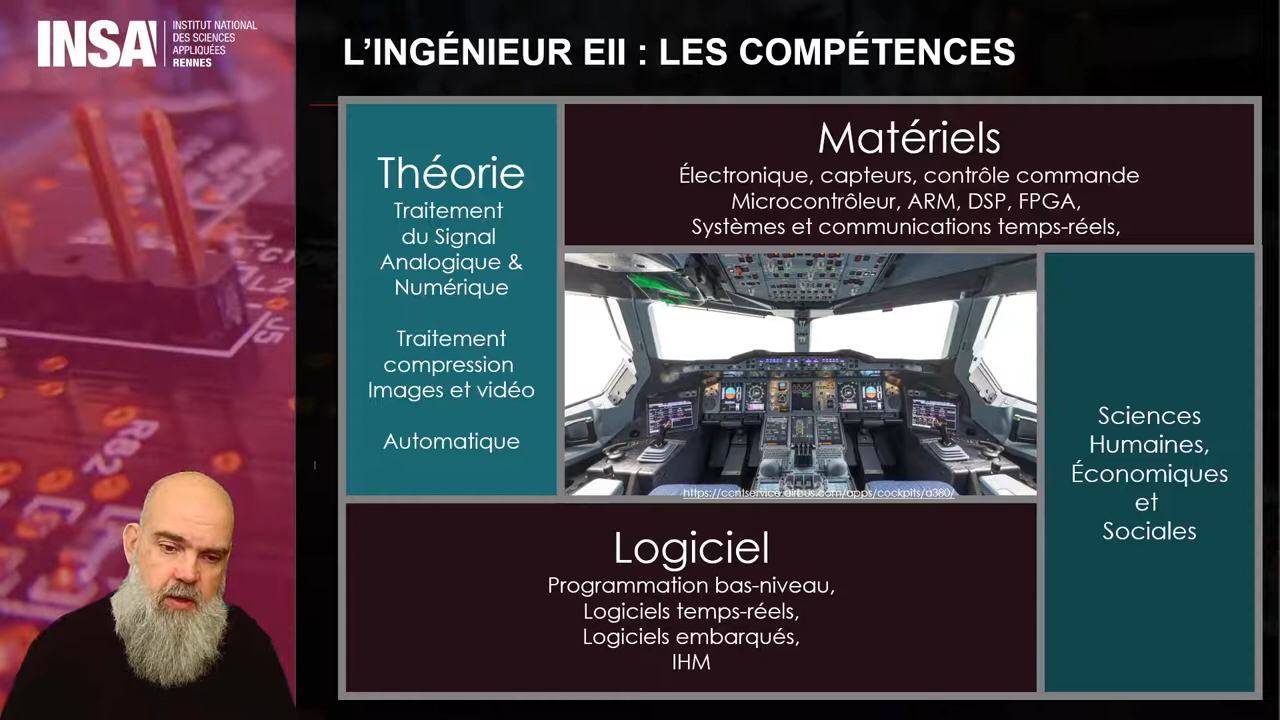 INSA
INSTITUT NATIONAL
DES SCIENCES
APPLIQUÉES
RENNES
L'INGÉNIEUR EII : LES COMPÉTENCES
Théorie
Traitement
du Signal
Analogique &
Numérique
Traitement
compression
Images et vidéo
Automatique
Matériels
Électronique, capteurs, contrôle commande
Microcontrôleur, ARM, DSP, FPGA,
Systèmes et communications temps-réels,
https://ccntservice.airbus.com/apps/cockpits/a380/
Sciences
Humaines,
Économiques
et
Sociales
Logiciel
Programmation bas-niveau,
Logiciels temps-réels,
Logiciels embarqués,
IHM
R82